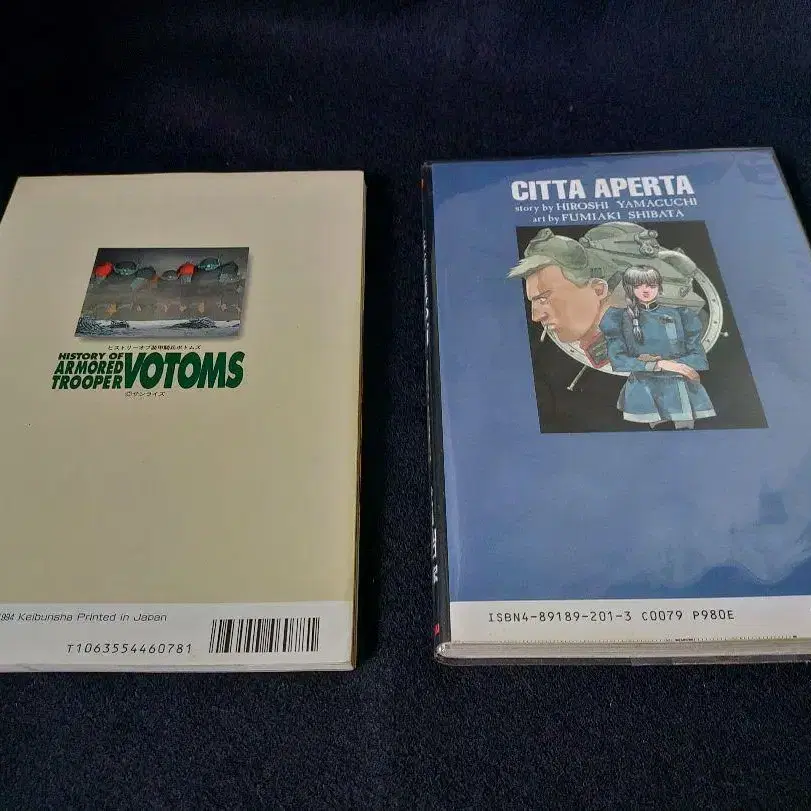 ヒストリーオブ装甲騎兵ボトムズ
HISTORY OF
ARMORED
TROOPER VOTOMS
©サンライズ
1994 Keibunsha Printed in Japan
T1063554460781
CITTA APERTA
story by HIROSHI YAMAGUCHI
art by FUMIAKI SHIBATA
ISBN4-89189-201-3 C0079 P980E